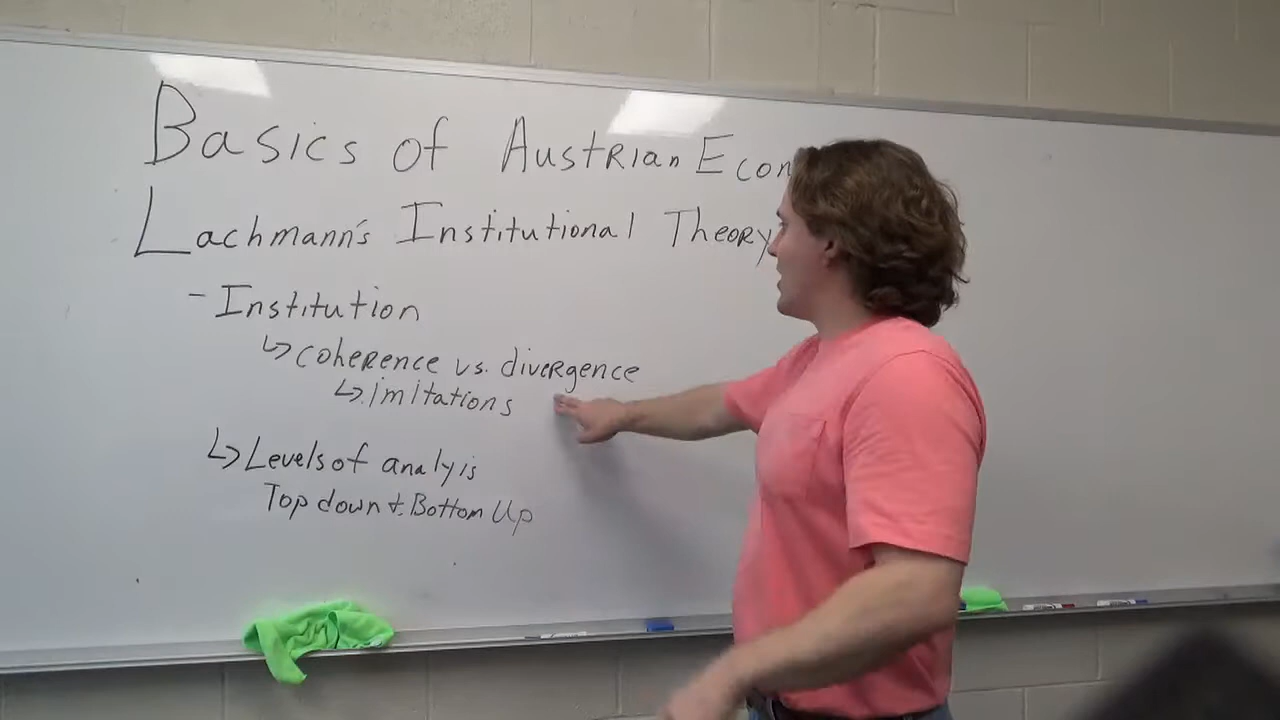 Basics of Austrian Econ
Lachmann's Institutional Theory
- Institution
↳ coherence vs. divergence
↳ imitations
↳ Levels of analyis
Top down & Bottom Up